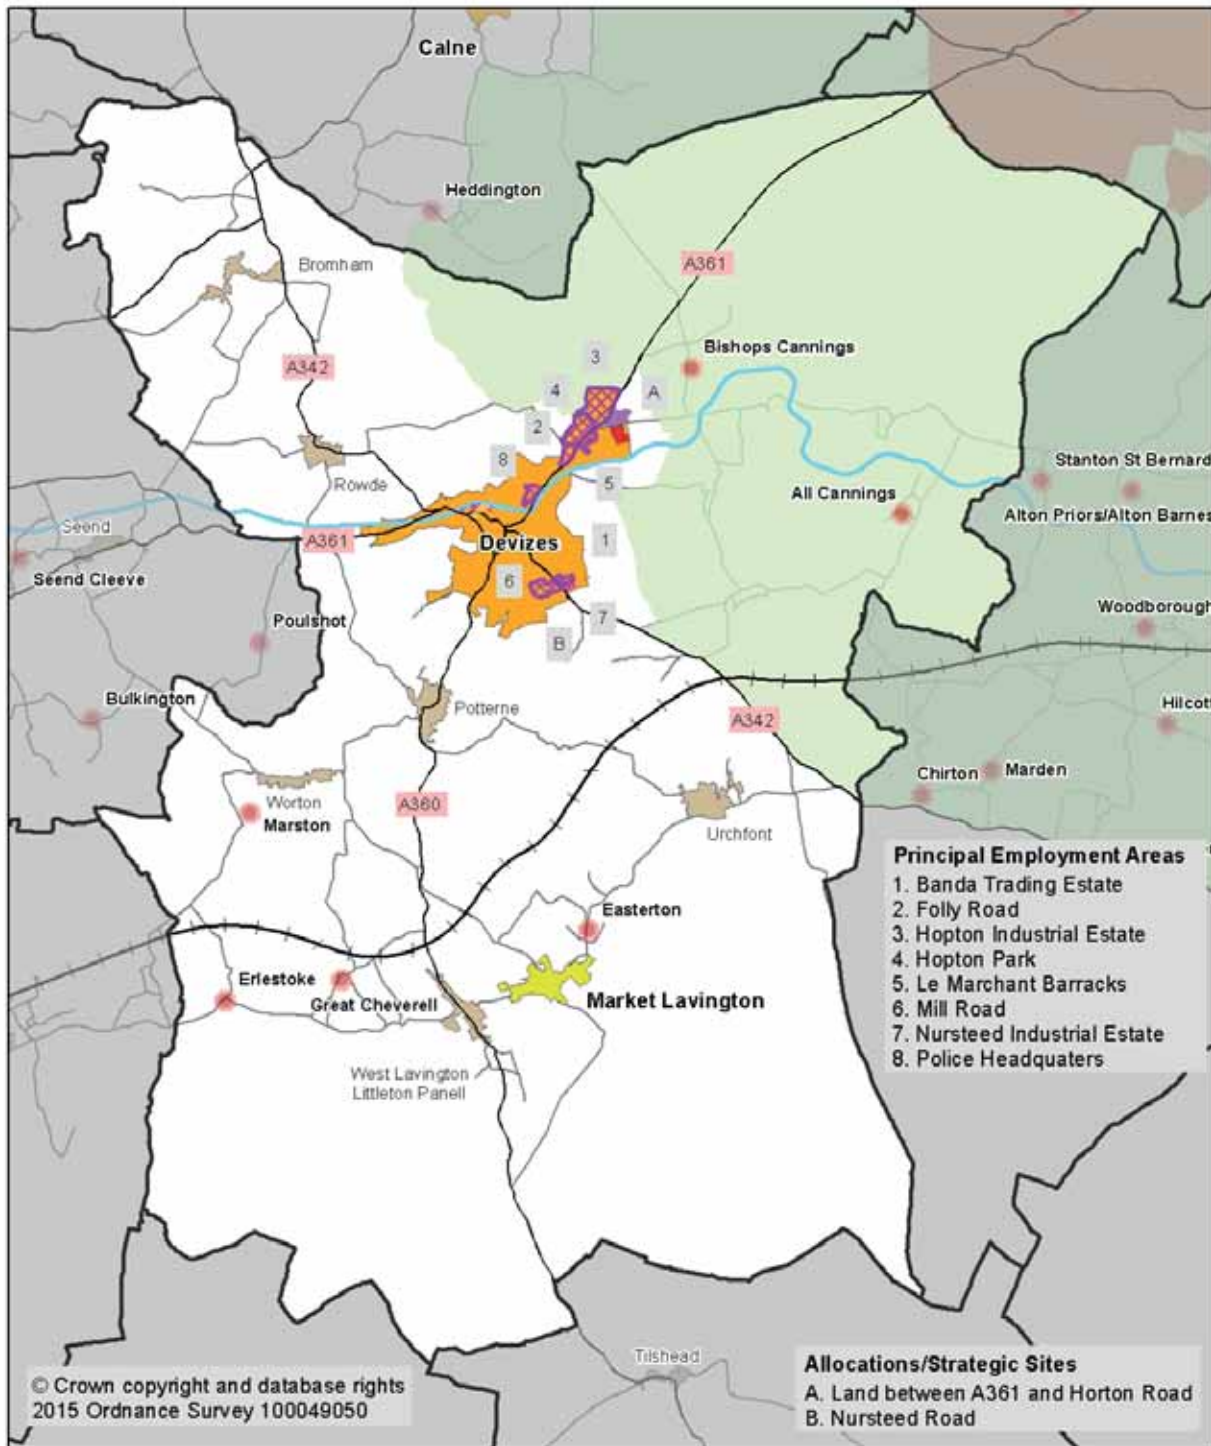 Calne
Heddington
A361
Bromham
A342
Bishops Cannings
3
4
A
2
8
Rowde
5
Stanton St Bernard
All Cannings
Alton Priors/Alton Barnes
Seend
A361
Devizes
1
Seend Cleeve
6
Woodborough
Poulshot
7
B
Bulkington
Potterne
A342
Hilcott
Chirton
Marden
Worton
Marston
A360
Urchfont
Principal Employment Areas
1. Banda Trading Estate
2. Folly Road
3. Hopton Industrial Estate
4. Hopton Park
5. Le Marchant Barracks
6. Mill Road
7. Nursteed Industrial Estate
8. Police Headquaters
Easterton
Erlestoke
Great Cheverell
Market Lavington
West Lavington
Littleton Panell
Tilshead
Allocations/Strategic Sites
A. Land between A361 and Horton Road
B. Nursteed Road
© Crown copyright and database rights
2015 Ordnance Survey 100049050